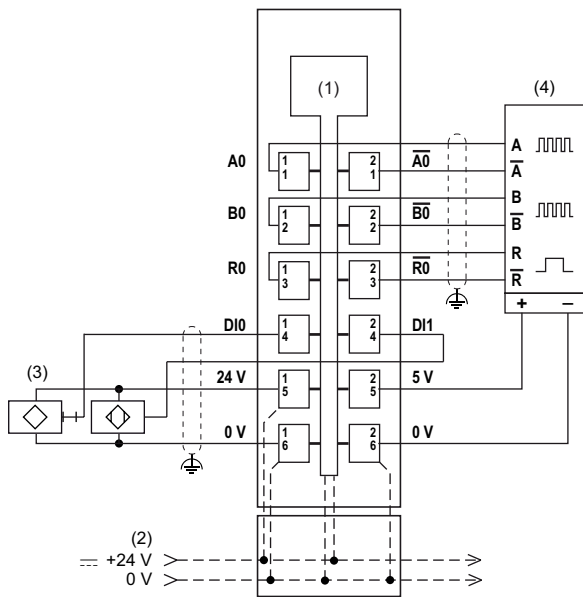 (1)
(4)
A0
1 1
2 1
A0
A
A
B0
1 2
2 2
B0
B
B
R0
1 3
2 3
R0
R
R
+ –
DI0
1 4
2 4
DI1
(3)
24 V
1 5
2 5
5 V
0 V
1 6
2 6
0 V
(2)
+24 V
0 V